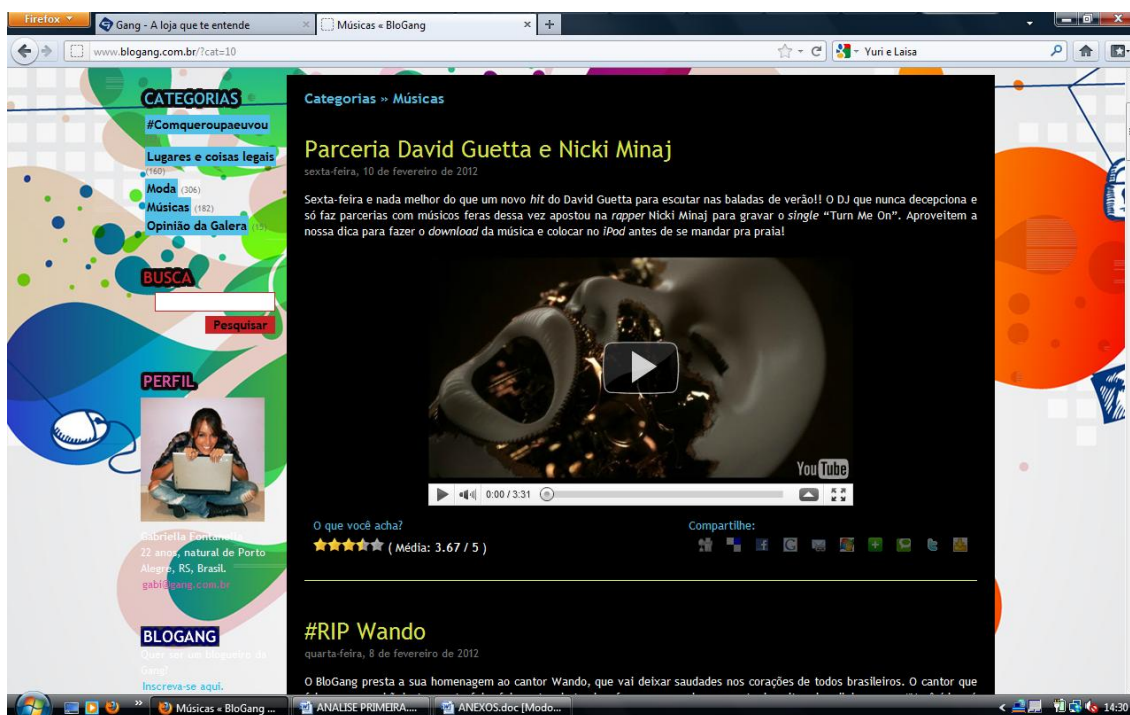 Firefox
Gang - A loja que te entende
Músicas « BloGang
www.blogang.com.br/?cat=10
Yuri e Laisa
CATEGORIAS
#Comqueroupaeuvou
Lugares e coisas legais
(160)
Moda (306)
Músicas (182)
Opinião da Galera
BUSCA
Pesquisar
PERFIL
Gabriella
22 anos, natural de Porto
Alegre, RS, Brasil.
gabi@gang.com.br
BLOGANG
Quer ser um blogueiro da
Gang?
Inscreva-se aqui.
Categorias » Músicas
Parceria David Guetta e Nicki Minaj
sexta-feira, 10 de fevereiro de 2012
Sexta-feira e nada melhor do que um novo hit do David Guetta para escutar nas baladas de verão!! O DJ que nunca decepciona e
só faz parcerias com músicos feras dessa vez apostou na rapper Nicki Minaj para gravar o single “Turn Me On”. Aproveitem a
nossa dica para fazer o download da música e colocar no iPod antes de se mandar pra praia!
YouTube
0:00 / 3:31
O que você acha?
( Média: 3.67 / 5 )
Compartilhe:
#RIP Wando
quarta-feira, 8 de fevereiro de 2012
O BloGang presta a sua homenagem ao cantor Wando, que vai deixar saudades nos corações de todos brasileiros. O cantor que
Músicas « BloGang ...
ANALISE PRIMEIRA....
ANEXOS.doc [Modo...
14:30